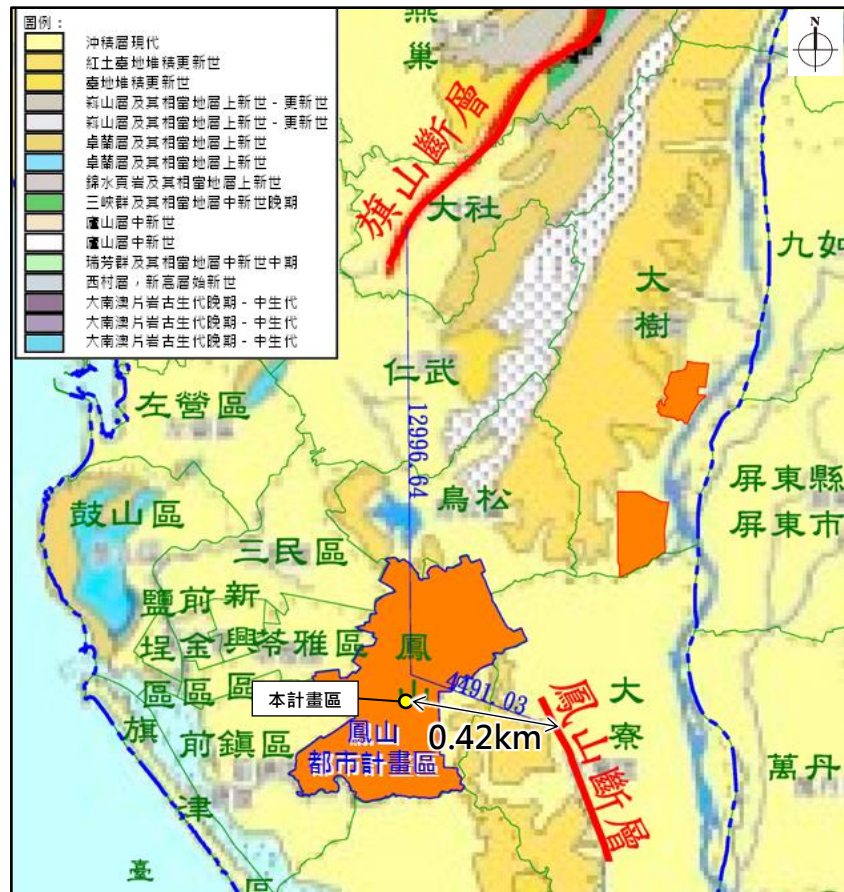 圖例：
沖積層現代
紅土臺地堆積更新世
臺地堆積更新世
嵙山層及其相當地層上新世－更新世
嵙山層及其相當地層上新世－更新世
卓蘭層及其相當地層上新世
卓蘭層及其相當地層上新世
錦水頁岩及其相當地層上新世
三峽群及其相當地層中新世晚期
廬山層中新世
廬山層中新世
瑞芳群及其相當地層中新世中期
西村層，新高層始新世
大南澳片岩古生代晚期－中生代
大南澳片岩古生代晚期－中生代
大南澳片岩古生代晚期－中生代
燕巢
N
旗山斷層
大社
九如
大樹
仁武
左營區
12996.64
鳥松
屏東縣
屏東市
鼓山區
三民區
鹽埕區
前金區
新興區
苓雅區
鳳山
4491.03
本計畫區
大寮
0.42km
鳳山斷層
鳳山
都市計畫區
前鎮區
旗津區
萬丹
臺